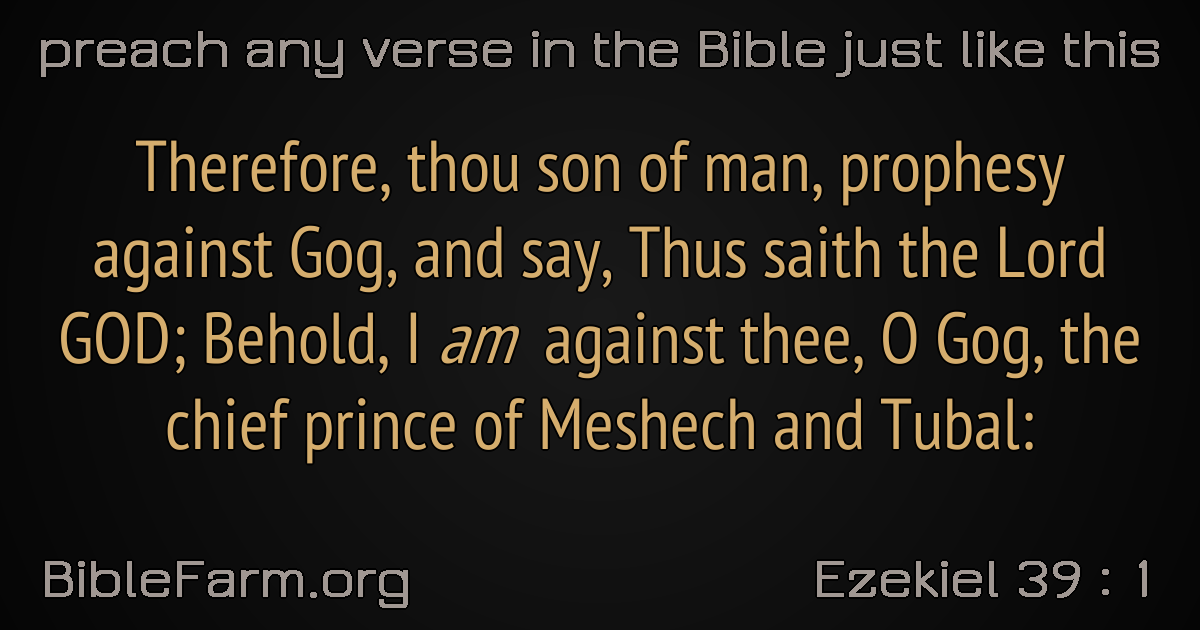 preach any verse in the Bible just like this
Therefore, thou son of man, prophesy
against Gog, and say, Thus saith the Lord
GOD; Behold, I am against thee, O Gog, the
chief prince of Meshech and Tubal:
BibleFarm.org
Ezekiel 39 : 1